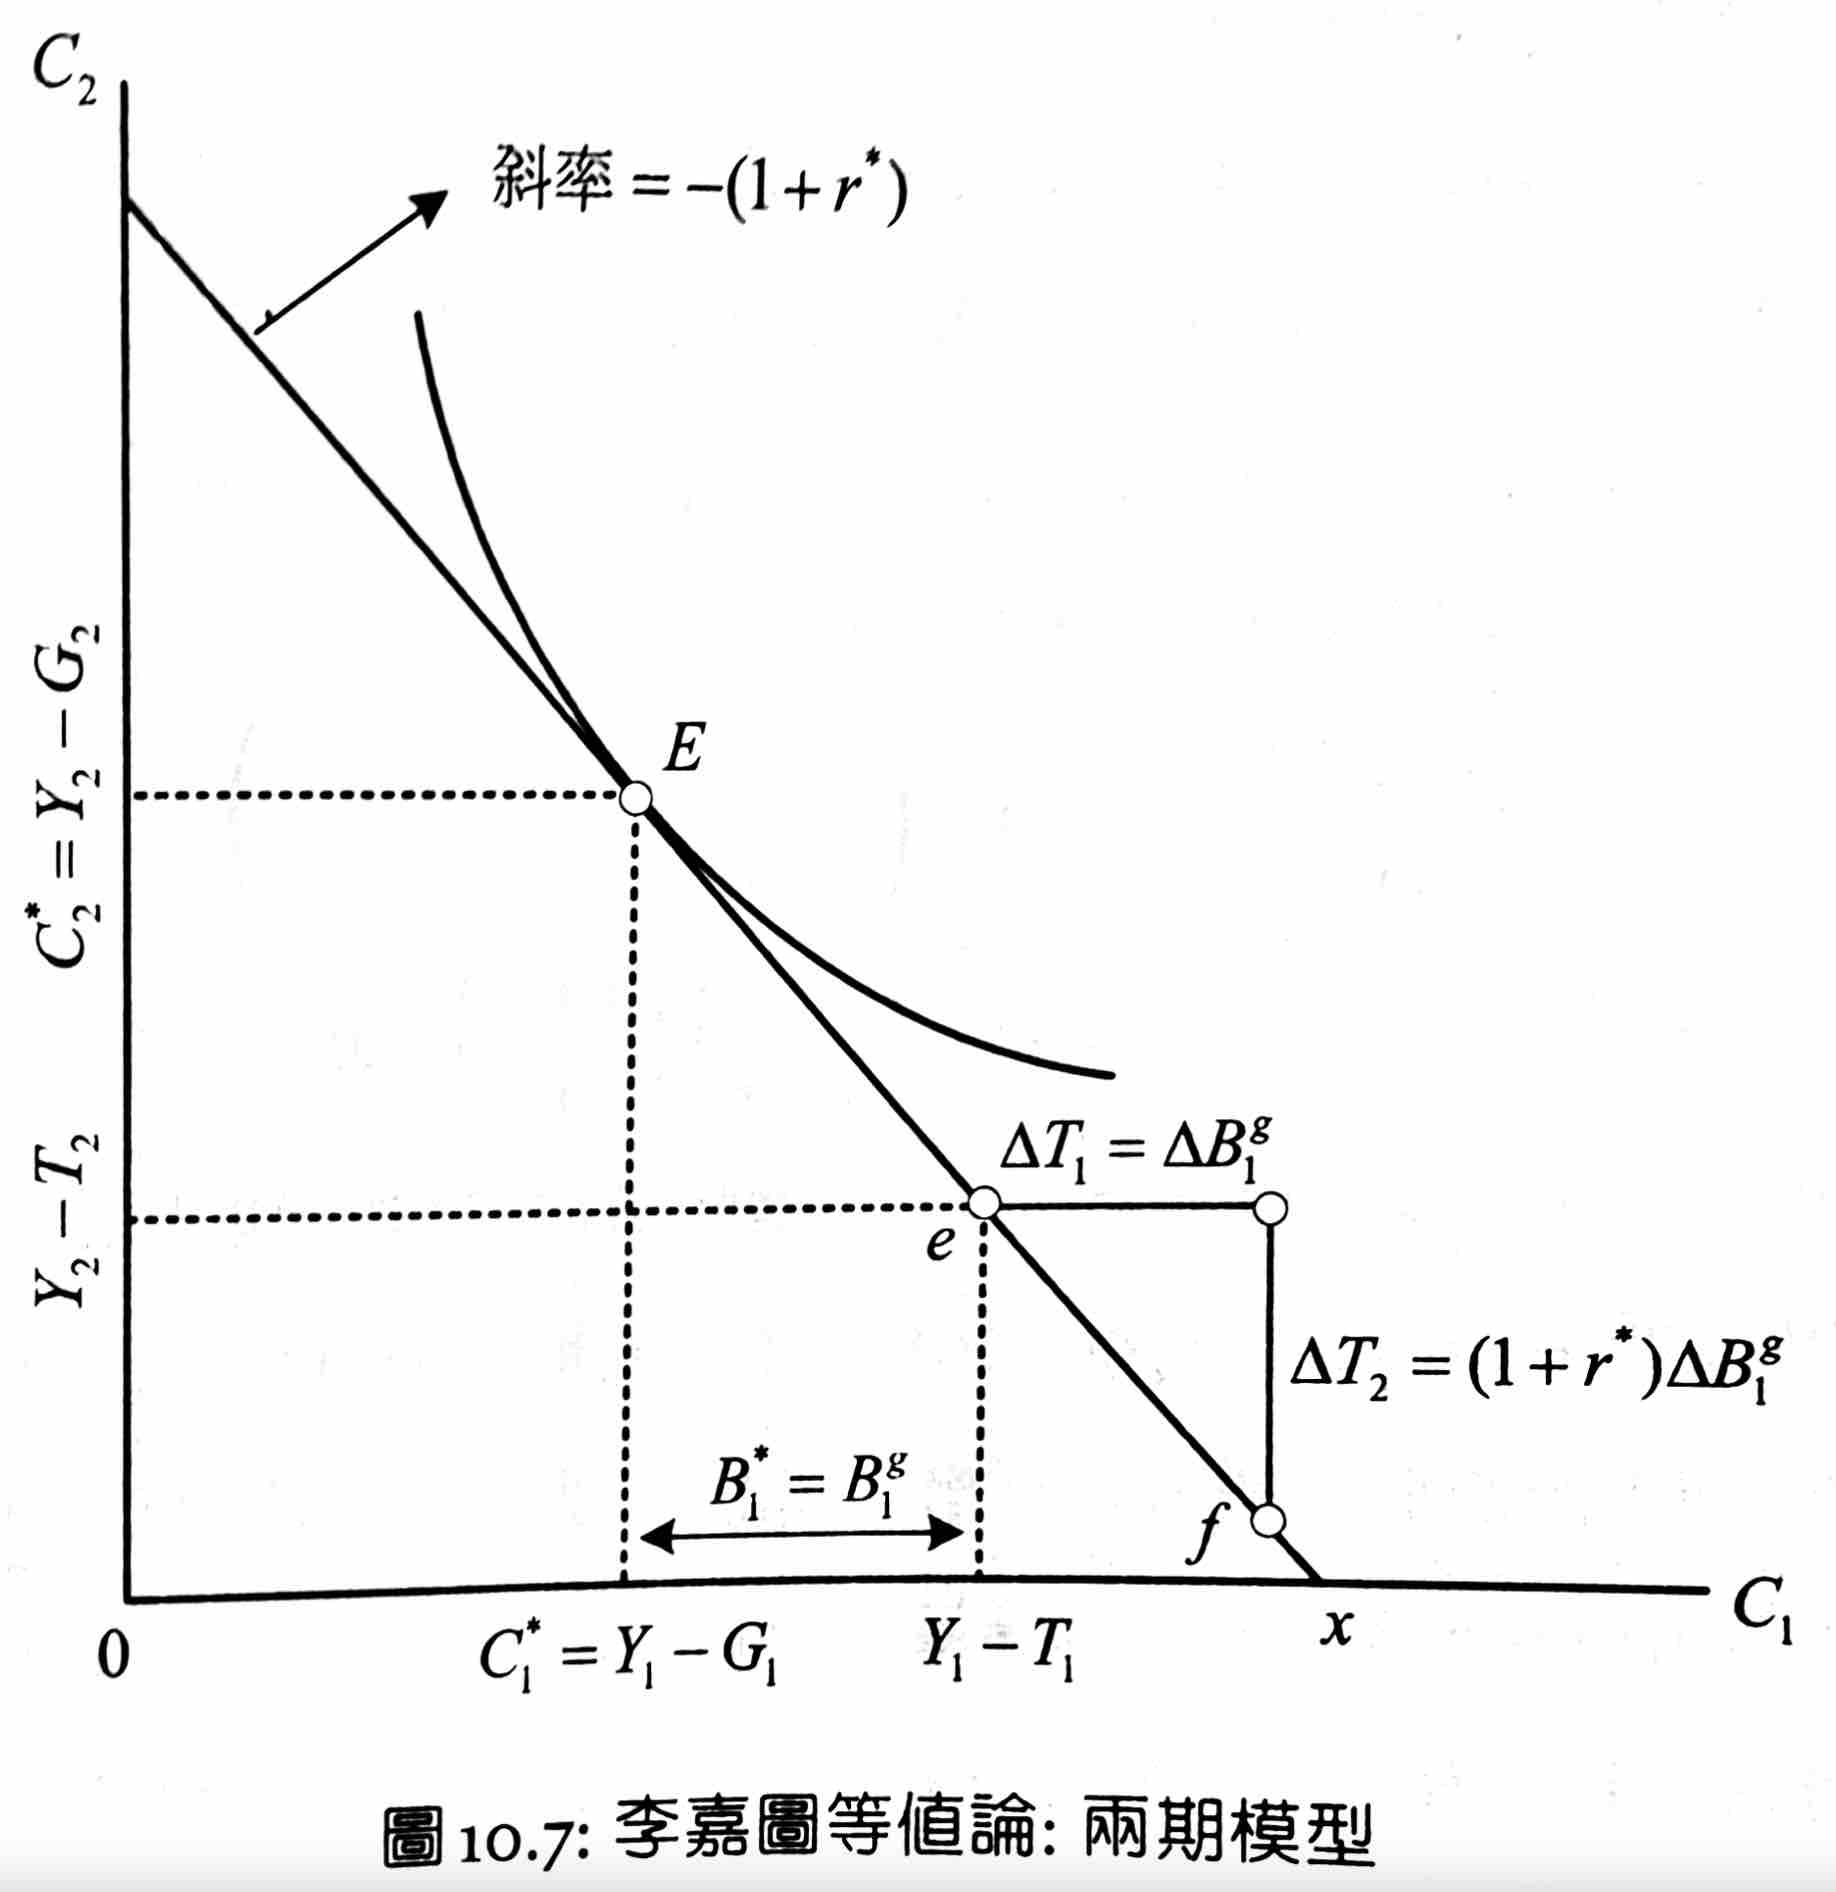 C₂
斜率 = −(1 + r*)
C₂* = Y₂ − G₂
E
Y₂ − T₂
ΔT₁ = ΔB₁ᵍ
e
ΔT₂ = (1 + r*)ΔB₁ᵍ
B₁* = B₁ᵍ
f
0
C₁* = Y₁ − G₁
Y₁ − T₁
x
C₁
圖 10.7: 李嘉圖等值論: 兩期模型